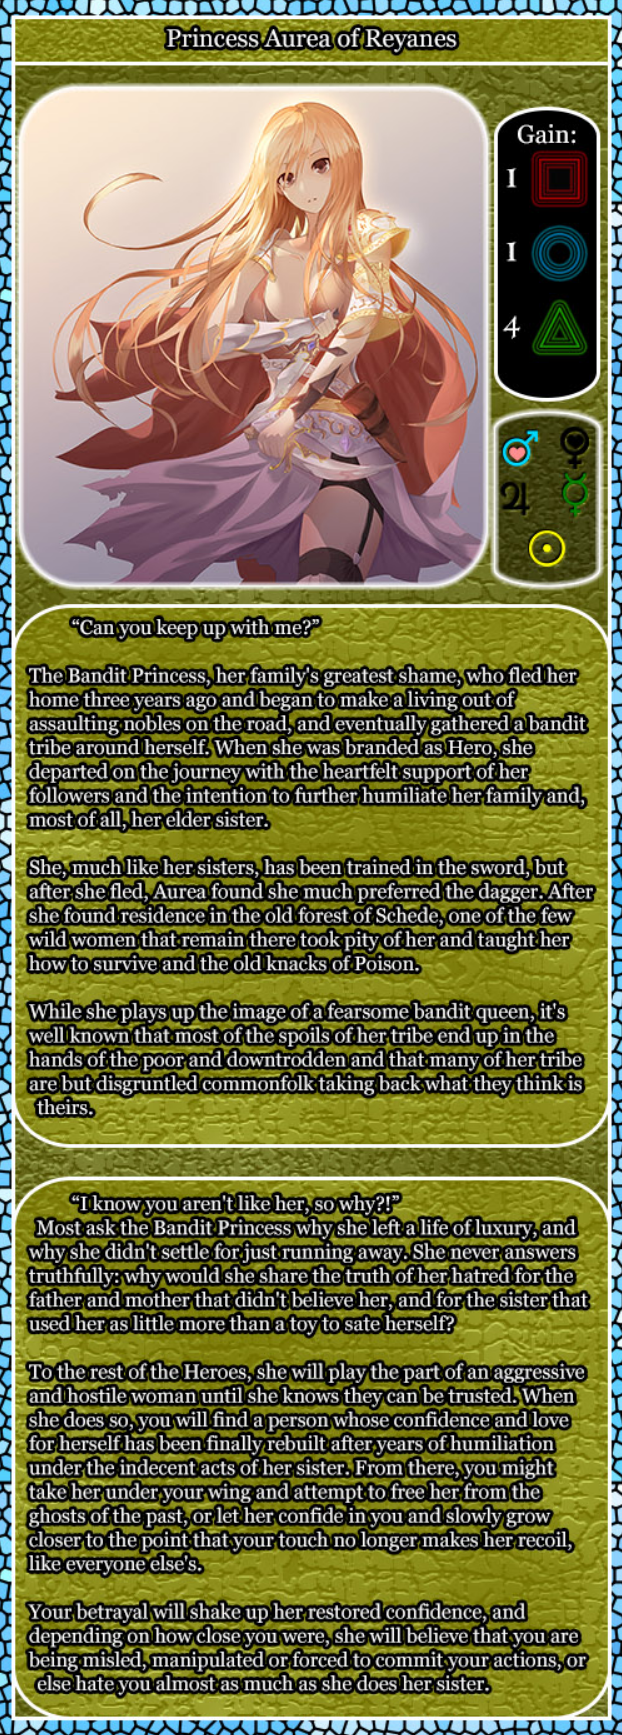 Princess Aurea of Reyanes
Gain:
1
1
4
“Can you keep up with me?”
The Bandit Princess, her family's greatest shame, who fled her
home three years ago and began to make a living out of
assaulting nobles on the road, and eventually gathered a bandit
tribe around herself. When she was branded as Hero, she
departed on the journey with the heartfelt support of her
followers and the intention to further humiliate her family and,
most of all, her elder sister.
She, much like her sisters, has been trained in the sword, but
after she fled, Aurea found she much preferred the dagger. After
she found residence in the old forest of Schede, one of the few
wild women that remain there took pity of her and taught her
how to survive and the old knacks of Poison.
While she plays up the image of a fearsome bandit queen, it's
well known that most of the spoils of her tribe end up in the
hands of the poor and downtrodden and that many of her tribe
are but disgruntled commonfolk taking back what they think is
theirs.
“I know you aren't like her, so why?!”
Most ask the Bandit Princess why she left a life of luxury, and
why she didn't settle for just running away. She never answers
truthfully: why would she share the truth of her hatred for the
father and mother that didn't believe her, and for the sister that
used her as little more than a toy to sate herself?
To the rest of the Heroes, she will play the part of an aggressive
and hostile woman until she knows they can be trusted. When
she does so, you will find a person whose confidence and love
for herself has been finally rebuilt after years of humiliation
under the indecent acts of her sister. From there, you might
take her under your wing and attempt to free her from the
ghosts of the past, or let her confide in you and slowly grow
closer to the point that your touch no longer makes her recoil,
like everyone else's.
Your betrayal will shake up her restored confidence, and
depending on how close you were, she will believe that you are
being misled, manipulated or forced to commit your actions, or
else hate you almost as much as she does her sister.